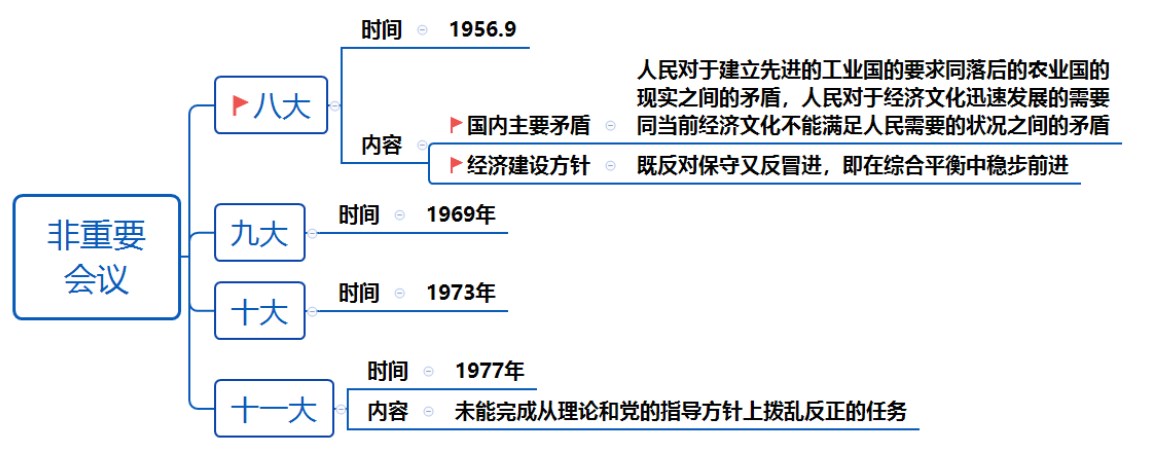 非重要
会议
八大
时间
1956.9
内容
国内主要矛盾
人民对于建立先进的工业国的要求同落后的农业国的
现实之间的矛盾，人民对于经济文化迅速发展的需要
同当前经济文化不能满足人民需要的状况之间的矛盾
经济建设方针
既反对保守又反冒进，即在综合平衡中稳步前进
九大
时间
1969年
十大
时间
1973年
十一大
时间
1977年
内容
未能完成从理论和党的指导方针上拨乱反正的任务